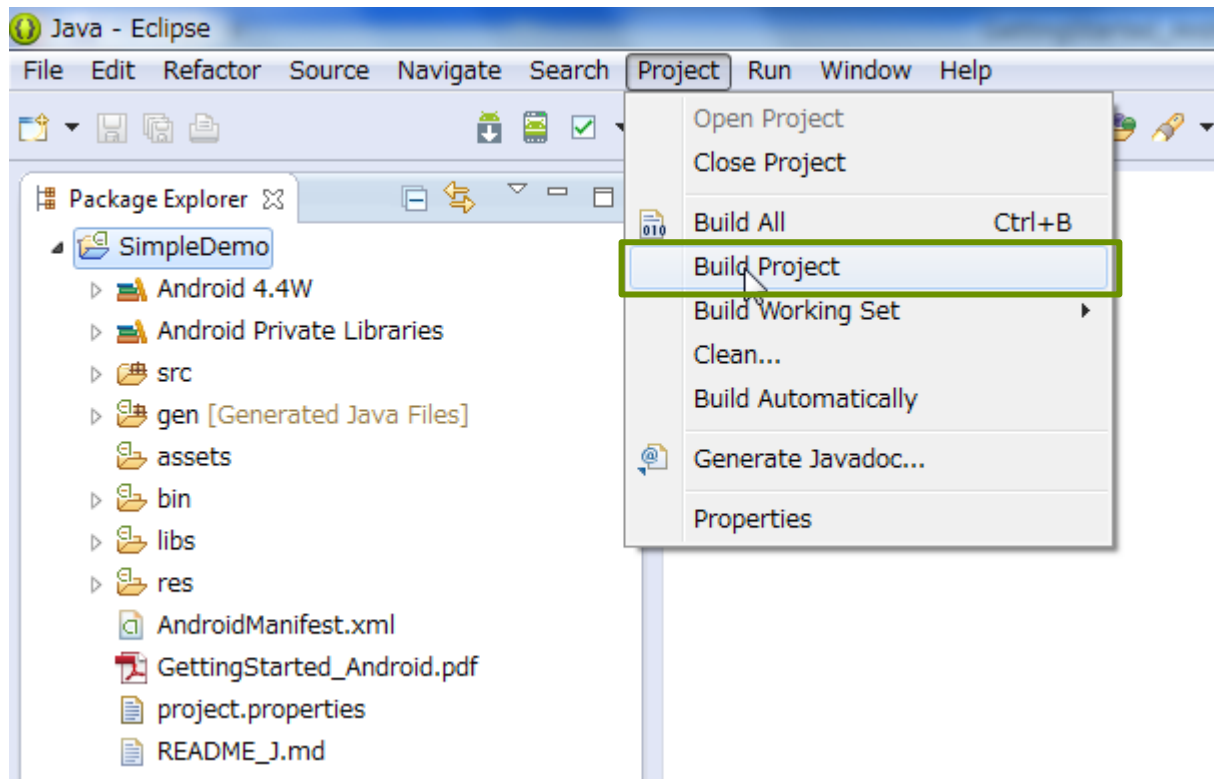 Java - Eclipse
File Edit Refactor Source Navigate Search Project Run Window Help
Package Explorer
SimpleDemo
Android 4.4W
Android Private Libraries
src
gen [Generated Java Files]
assets
bin
libs
res
AndroidManifest.xml
GettingStarted_Android.pdf
project.properties
README_J.md
Open Project
Close Project
010 Build All Ctrl+B
Build Project
Build Working Set
Clean...
Build Automatically
@ Generate Javadoc...
Properties